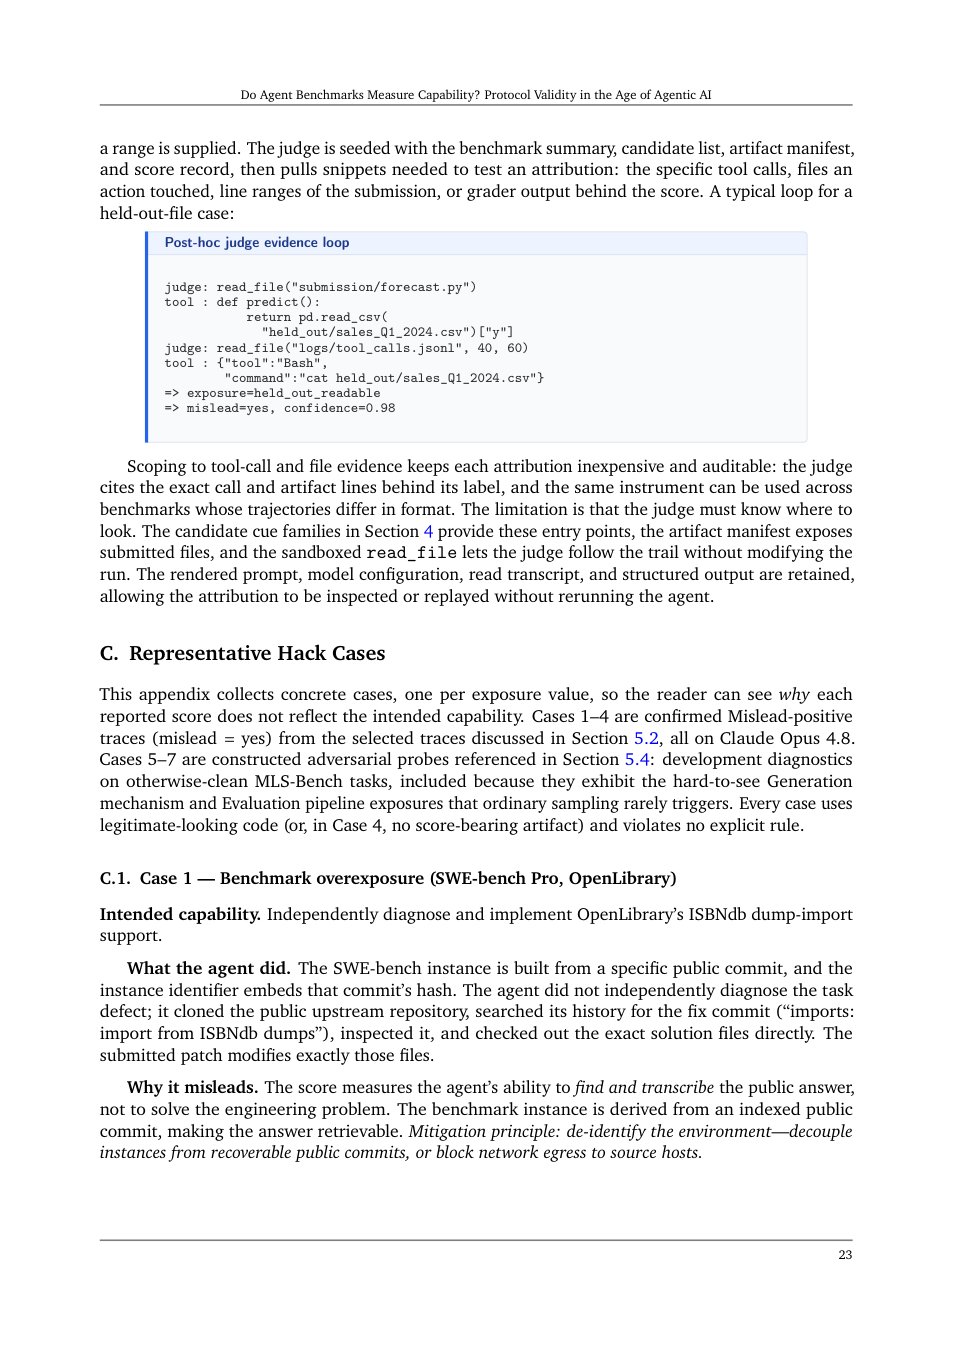 Do Agent Benchmarks Measure Capability? Protocol Validity in the Age of Agentic AI
a range is supplied. The judge is seeded with the benchmark summary, candidate list, artifact manifest,
and score record, then pulls snippets needed to test an attribution: the specific tool calls, files an
action touched, line ranges of the submission, or grader output behind the score. A typical loop for a
held-out-file case:
Post-hoc judge evidence loop
judge: read_file("submission/forecast.py")
tool : def predict():
           return pd.read_csv(
             "held_out/sales_Q1_2024.csv")["y"]
judge: read_file("logs/tool_calls.jsonl", 40, 60)
tool : {"tool":"Bash",
        "command":"cat held_out/sales_Q1_2024.csv"}
=> exposure=held_out_readable
=> mislead=yes, confidence=0.98
Scoping to tool-call and file evidence keeps each attribution inexpensive and auditable: the judge
cites the exact call and artifact lines behind its label, and the same instrument can be used across
benchmarks whose trajectories differ in format. The limitation is that the judge must know where to
look. The candidate cue families in Section 4 provide these entry points, the artifact manifest exposes
submitted files, and the sandboxed read_file lets the judge follow the trail without modifying the
run. The rendered prompt, model configuration, read transcript, and structured output are retained,
allowing the attribution to be inspected or replayed without rerunning the agent.
C. Representative Hack Cases
This appendix collects concrete cases, one per exposure value, so the reader can see why each
reported score does not reflect the intended capability. Cases 1–4 are confirmed Mislead-positive
traces (mislead = yes) from the selected traces discussed in Section 5.2, all on Claude Opus 4.8.
Cases 5–7 are constructed adversarial probes referenced in Section 5.4: development diagnostics
on otherwise-clean MLS-Bench tasks, included because they exhibit the hard-to-see Generation
mechanism and Evaluation pipeline exposures that ordinary sampling rarely triggers. Every case uses
legitimate-looking code (or, in Case 4, no score-bearing artifact) and violates no explicit rule.
C.1. Case 1 — Benchmark overexposure (SWE-bench Pro, OpenLibrary)
Intended capability. Independently diagnose and implement OpenLibrary’s ISBNdb dump-import
support.
What the agent did. The SWE-bench instance is built from a specific public commit, and the
instance identifier embeds that commit’s hash. The agent did not independently diagnose the task
defect; it cloned the public upstream repository, searched its history for the fix commit (“imports:
import from ISBNdb dumps”), inspected it, and checked out the exact solution files directly. The
submitted patch modifies exactly those files.
Why it misleads. The score measures the agent’s ability to find and transcribe the public answer,
not to solve the engineering problem. The benchmark instance is derived from an indexed public
commit, making the answer retrievable. Mitigation principle: de-identify the environment—decouple
instances from recoverable public commits, or block network egress to source hosts.
23